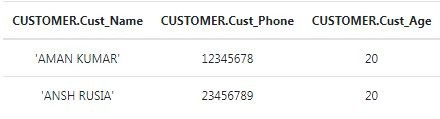 CUSTOMER.Cust_Name CUSTOMER.Cust_Phone CUSTOMER.Cust_Age
'AMAN KUMAR' 12345678 20
'ANSH RUSIA' 23456789 20